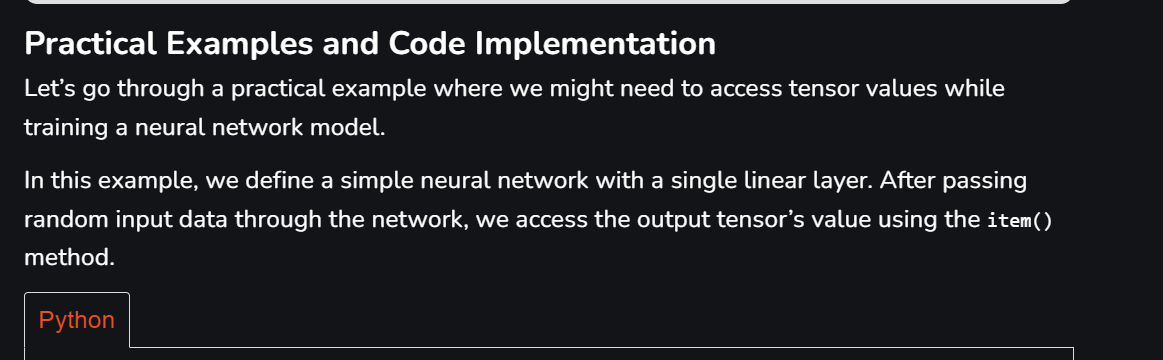 Practical Examples and Code Implementation
Let’s go through a practical example where we might need to access tensor values while
training a neural network model.
In this example, we define a simple neural network with a single linear layer. After passing
random input data through the network, we access the output tensor’s value using the item()
method.
Python